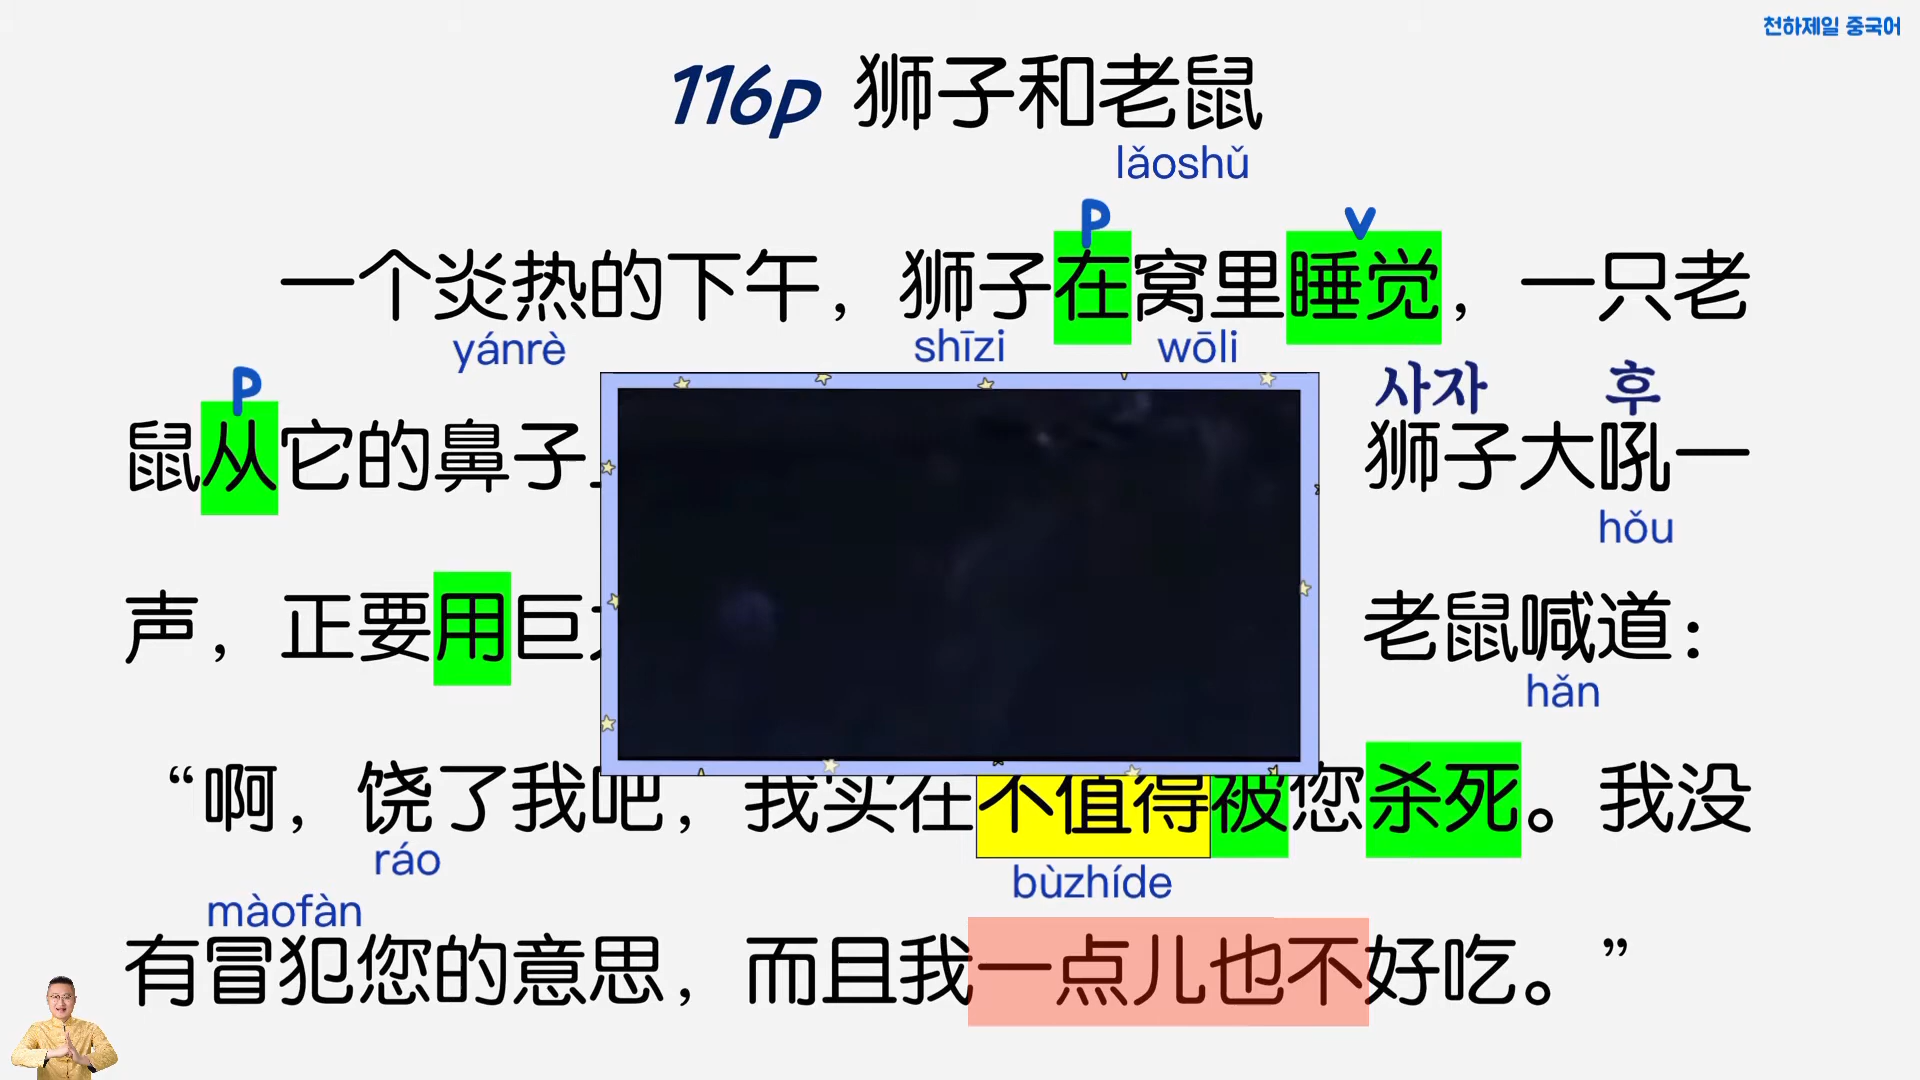 천하제일 중국어
116p 狮子和老鼠
lǎoshǔ
P V
一个炎热的下午，狮子在窝里睡觉，一只老
yánrè shīzi wōli
P 사자 후
鼠从它的鼻子 狮子大吼一
hǒu
声，正要用巨 老鼠喊道：
hǎn
“啊，饶了我吧，我实在不值得被您杀死。我没
ráo bùzhíde
màofàn
有冒犯您的意思，而且我一点儿也不好吃。”